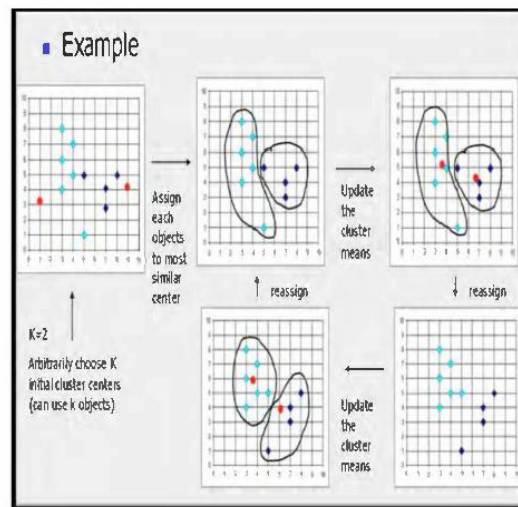 Example
Assign
each
objects
to most
similar
center
Update
the
cluster
means
reassign
reassign
K=2
Arbitrarily choose K
initial cluster centers
(can use k objects)
Update
the
cluster
means